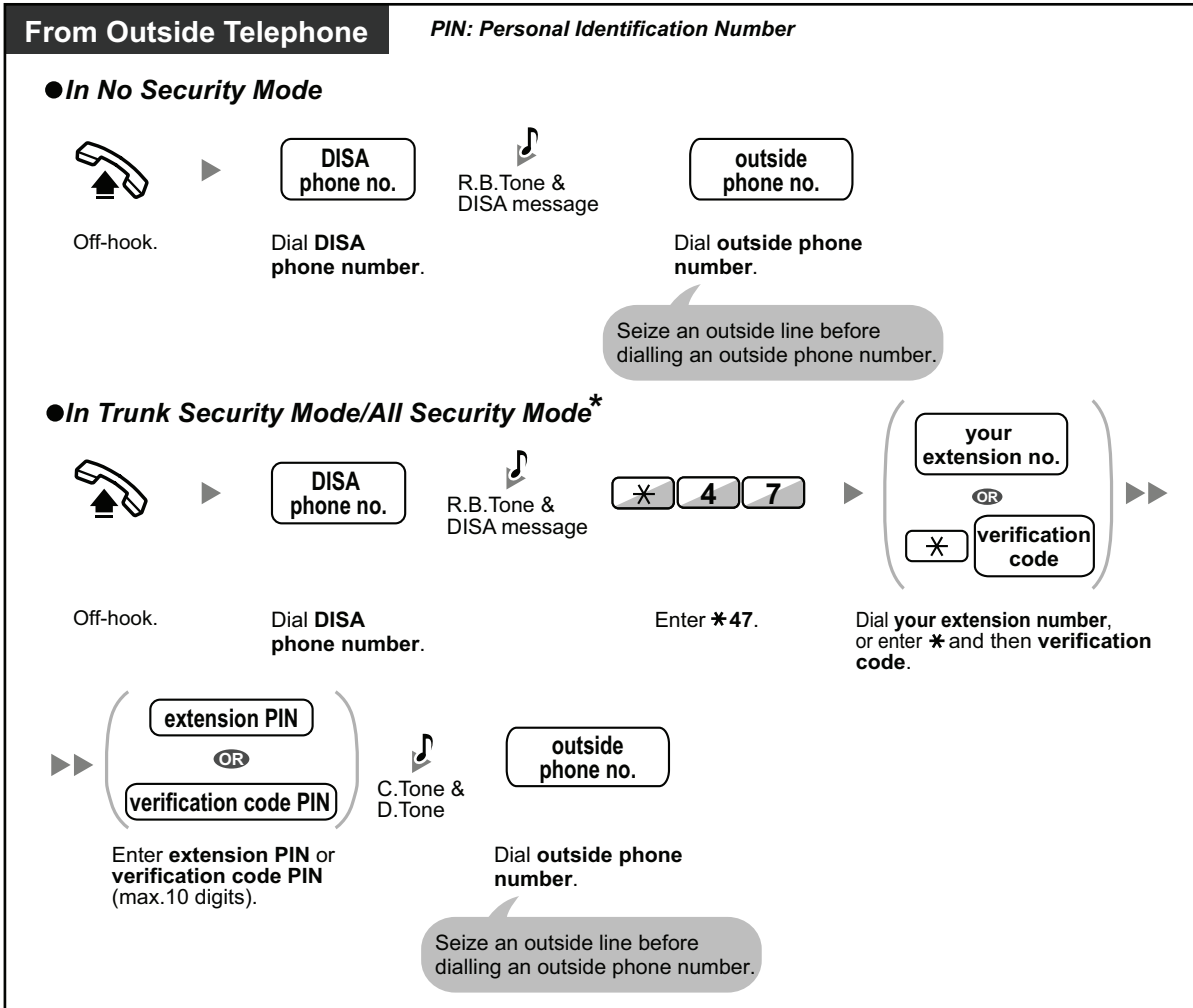 From Outside Telephone
PIN: Personal Identification Number
●In No Security Mode
DISA
phone no.
R.B.Tone &
DISA message
outside
phone no.
Off-hook.
Dial DISA
phone number.
Dial outside phone
number.
Seize an outside line before
dialling an outside phone number.
●In Trunk Security Mode/All Security Mode*
DISA
phone no.
R.B.Tone &
DISA message
* 4 7
your
extension no.
OR
* verification
code
Off-hook.
Dial DISA
phone number.
Enter *47.
Dial your extension number,
or enter * and then verification
code.
extension PIN
OR
verification code PIN
C.Tone &
D.Tone
outside
phone no.
Enter extension PIN or
verification code PIN
(max.10 digits).
Dial outside phone
number.
Seize an outside line before
dialling an outside phone number.